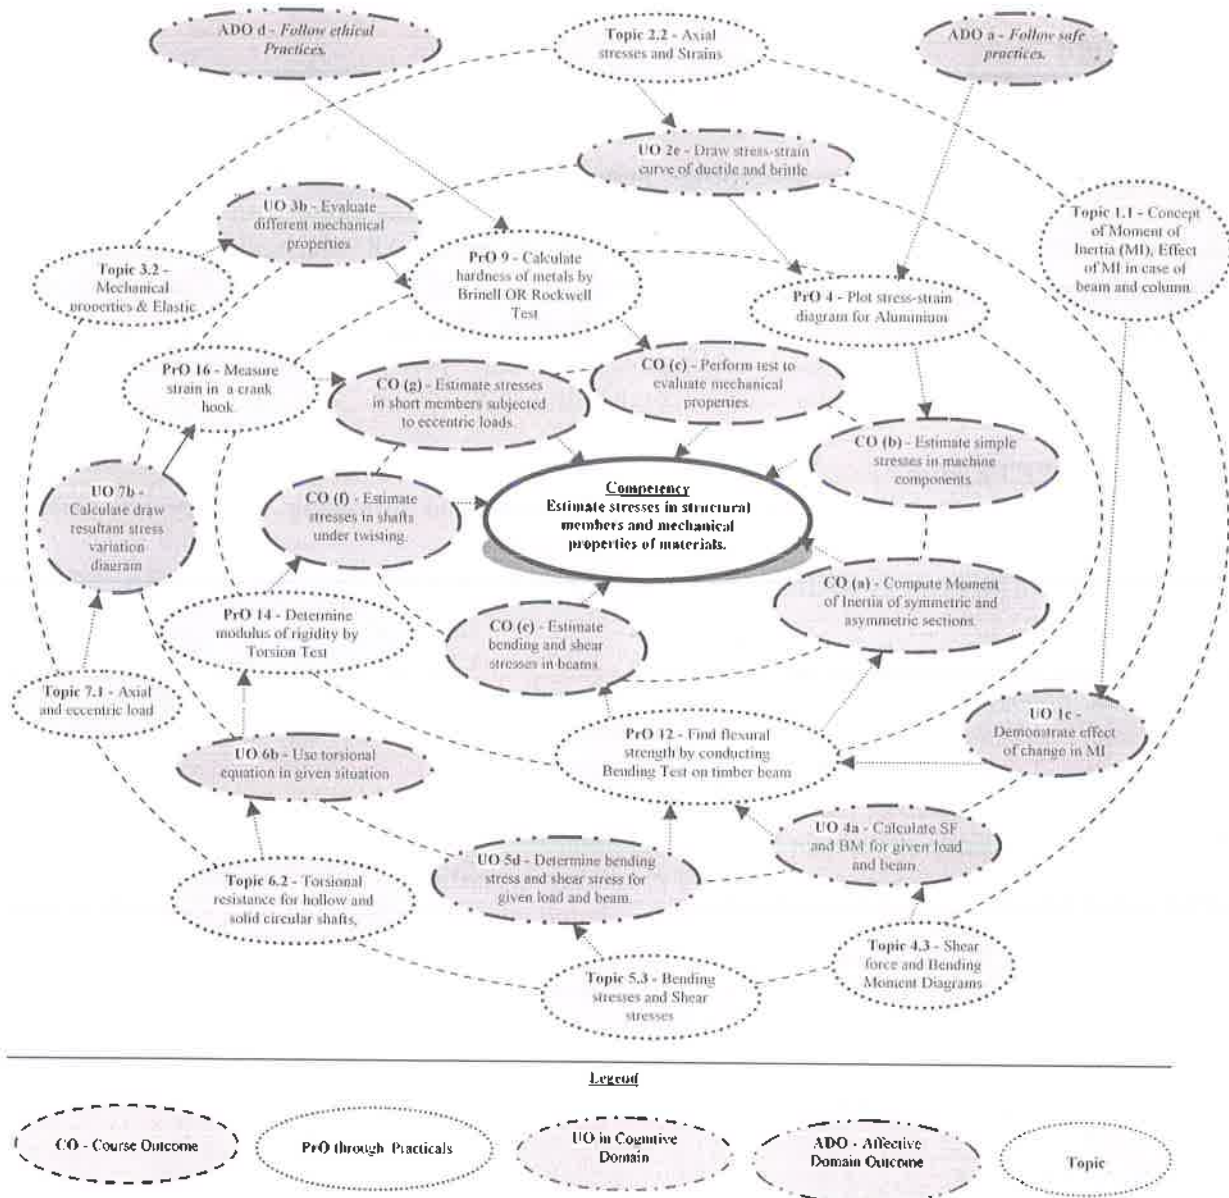 ADO d - Follow ethical
Practices.
Topic 2.2 - Axial
stresses and Strains
ADO a - Follow safe
practices.
UO 2e - Draw stress-strain
curve of ductile and brittle
UO 3b - Evaluate
different mechanical
properties
Topic 1.1 - Concept
of Moment of
Inertia (MI), Effect
of MI in case of
beam and column.
Topic 3.2 -
Mechanical
properties & Elastic
PrO 9 - Calculate
hardness of metals by
Brinell OR Rockwell
Test
PrO 4 - Plot stress-strain
diagram for Aluminium
PrO 16 - Measure
strain in a crank
hook.
CO (g) - Estimate stresses
in short members subjected
to eccentric loads.
CO (c) - Perform test to
evaluate mechanical
properties.
CO (b) - Estimate simple
stresses in machine
components
UO 7b -
Calculate draw
resultant stress
variation
diagram
CO (f) - Estimate
stresses in shafts
under twisting.
Competency
Estimate stresses in structural
members and mechanical
properties of materials.
CO (a) - Compute Moment
of Inertia of symmetric and
asymmetric sections.
PrO 14 - Determine
modulus of rigidity by
Torsion Test
CO (e) - Estimate
bending and shear
stresses in beams.
Topic 7.1 - Axial
and eccentric load
UO 6b - Use torsional
equation in given situation
PrO 12 - Find flexural
strength by conducting
Bending Test on timber beam
UO 1c -
Demonstrate effect
of change in MI
UO 4a - Calculate SF
and BM for given load
and beam.
UO 5d - Determine bending
stress and shear stress for
given load and beam.
Topic 6.2 - Torsional
resistance for hollow and
solid circular shafts,
Topic 4.3 - Shear
force and Bending
Moment Diagrams
Topic 5.3 - Bending
stresses and Shear
stresses
Legend
CO - Course Outcome
PrO through Practicals
UO in Cognitive
Domain
ADO - Affective
Domain Outcome
Topic